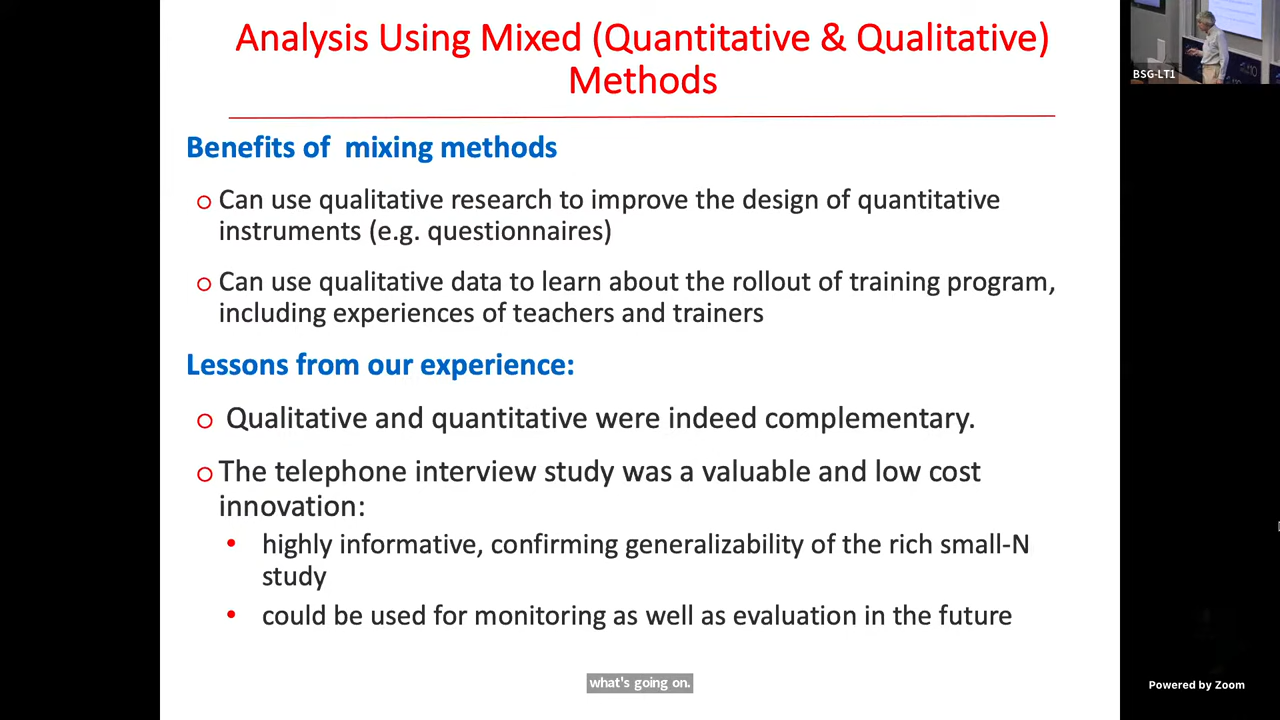 Analysis Using Mixed (Quantitative & Qualitative)
Methods
Benefits of  mixing methods
o Can use qualitative research to improve the design of quantitative
instruments (e.g. questionnaires)
o Can use qualitative data to learn about the rollout of training program,
including experiences of teachers and trainers
Lessons from our experience:
o Qualitative and quantitative were indeed complementary.
o The telephone interview study was a valuable and low cost
innovation:
• highly informative, confirming generalizability of the rich small-N
study
• could be used for monitoring as well as evaluation in the future
what's going on.
BSG-LT1
Powered by Zoom